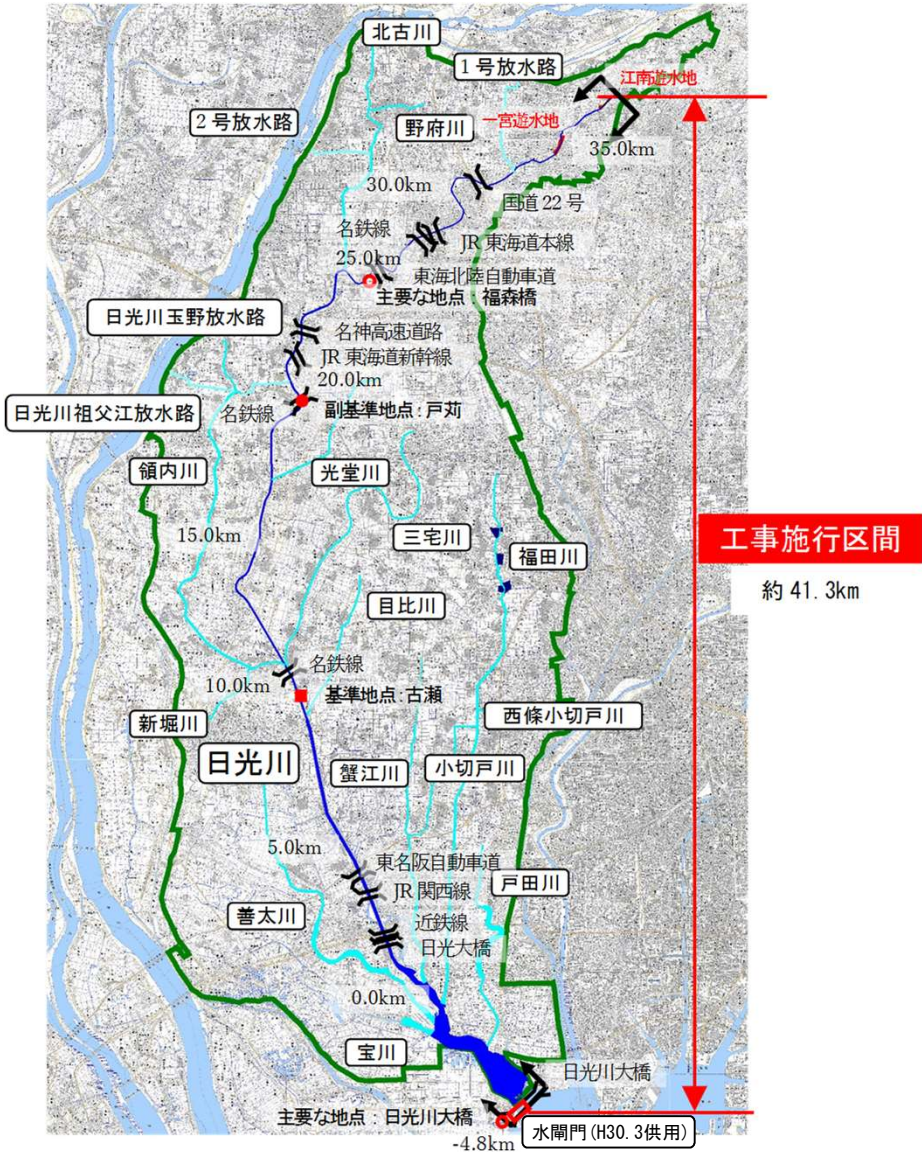 北古川
1号放水路
江南遊水地
2号放水路
野府川
一宮遊水地
35.0km
30.0km
国道22号
名鉄線
JR東海道本線
25.0km
東海北陸自動車道
主要な地点:福森橋
日光川玉野放水路
名神高速道路
JR東海道新幹線
20.0km
日光川祖父江放水路
名鉄線
副基準地点:戸苅
領内川
光堂川
15.0km
三宅川
福田川
工事施行区間
約41.3km
目比川
名鉄線
10.0km
基準地点:古瀬
新堀川
西條小切戸川
日光川
蟹江川
小切戸川
5.0km
東名阪自動車道
JR関西線
戸田川
善太川
近鉄線
日光大橋
0.0km
宝川
日光川大橋
主要な地点:日光川大橋
水閘門(H30.3供用)
-4.8km